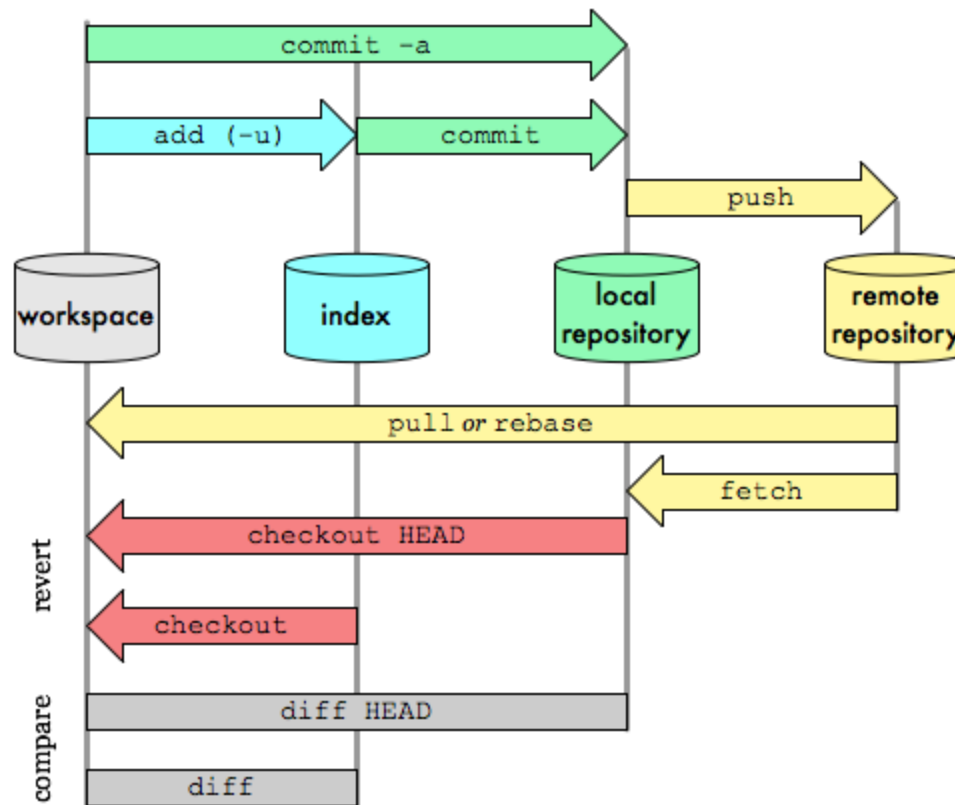 commit -a
add (-u)
commit
push
workspace
index
local
repository
remote
repository
pull or rebase
fetch
revert
checkout HEAD
checkout
compare
diff HEAD
diff